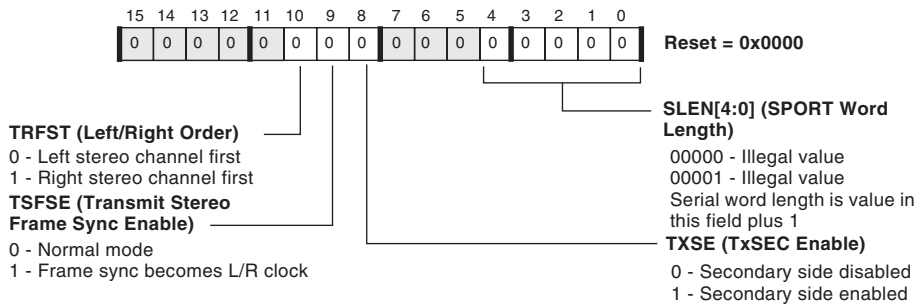 15 14 13 12 11 10 9 8 7 6 5 4 3 2 1 0
0 0 0 0 0 0 0 0 0 0 0 0 0 0 0 0 Reset = 0x0000
TRFST (Left/Right Order)
0 - Left stereo channel first
1 - Right stereo channel first
TSFSE (Transmit Stereo
Frame Sync Enable)
0 - Normal mode
1 - Frame sync becomes L/R clock
SLEN[4:0] (SPORT Word
Length)
00000 - Illegal value
00001 - Illegal value
Serial word length is value in
this field plus 1
TXSE (TxSEC Enable)
0 - Secondary side disabled
1 - Secondary side enabled